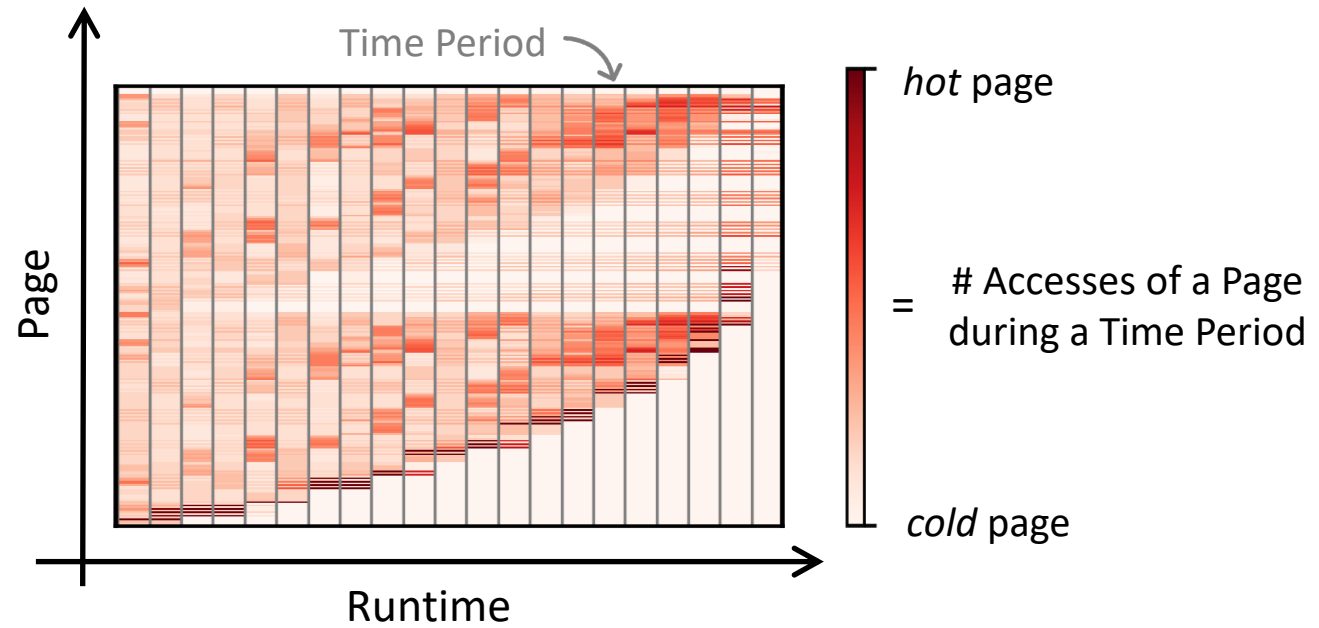 Time Period
hot page
Page
= # Accesses of a Page
during a Time Period
cold page
Runtime